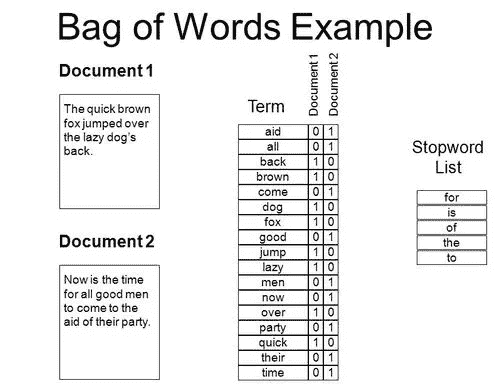 Bag of Words Example
Document 1
The quick brown
fox jumped over
the lazy dog's
back.
Document 2
Now is the time
for all good men
to come to the
aid of their party.
Term Document 1 Document 2
aid 0 1
all 0 1
back 1 0
brown 1 0
come 0 1
dog 1 0
fox 1 0
good 0 1
jump 1 0
lazy 1 0
men 0 1
now 0 1
over 1 0
party 0 1
quick 1 0
their 0 1
time 0 1
Stopword
List
for
is
of
the
to